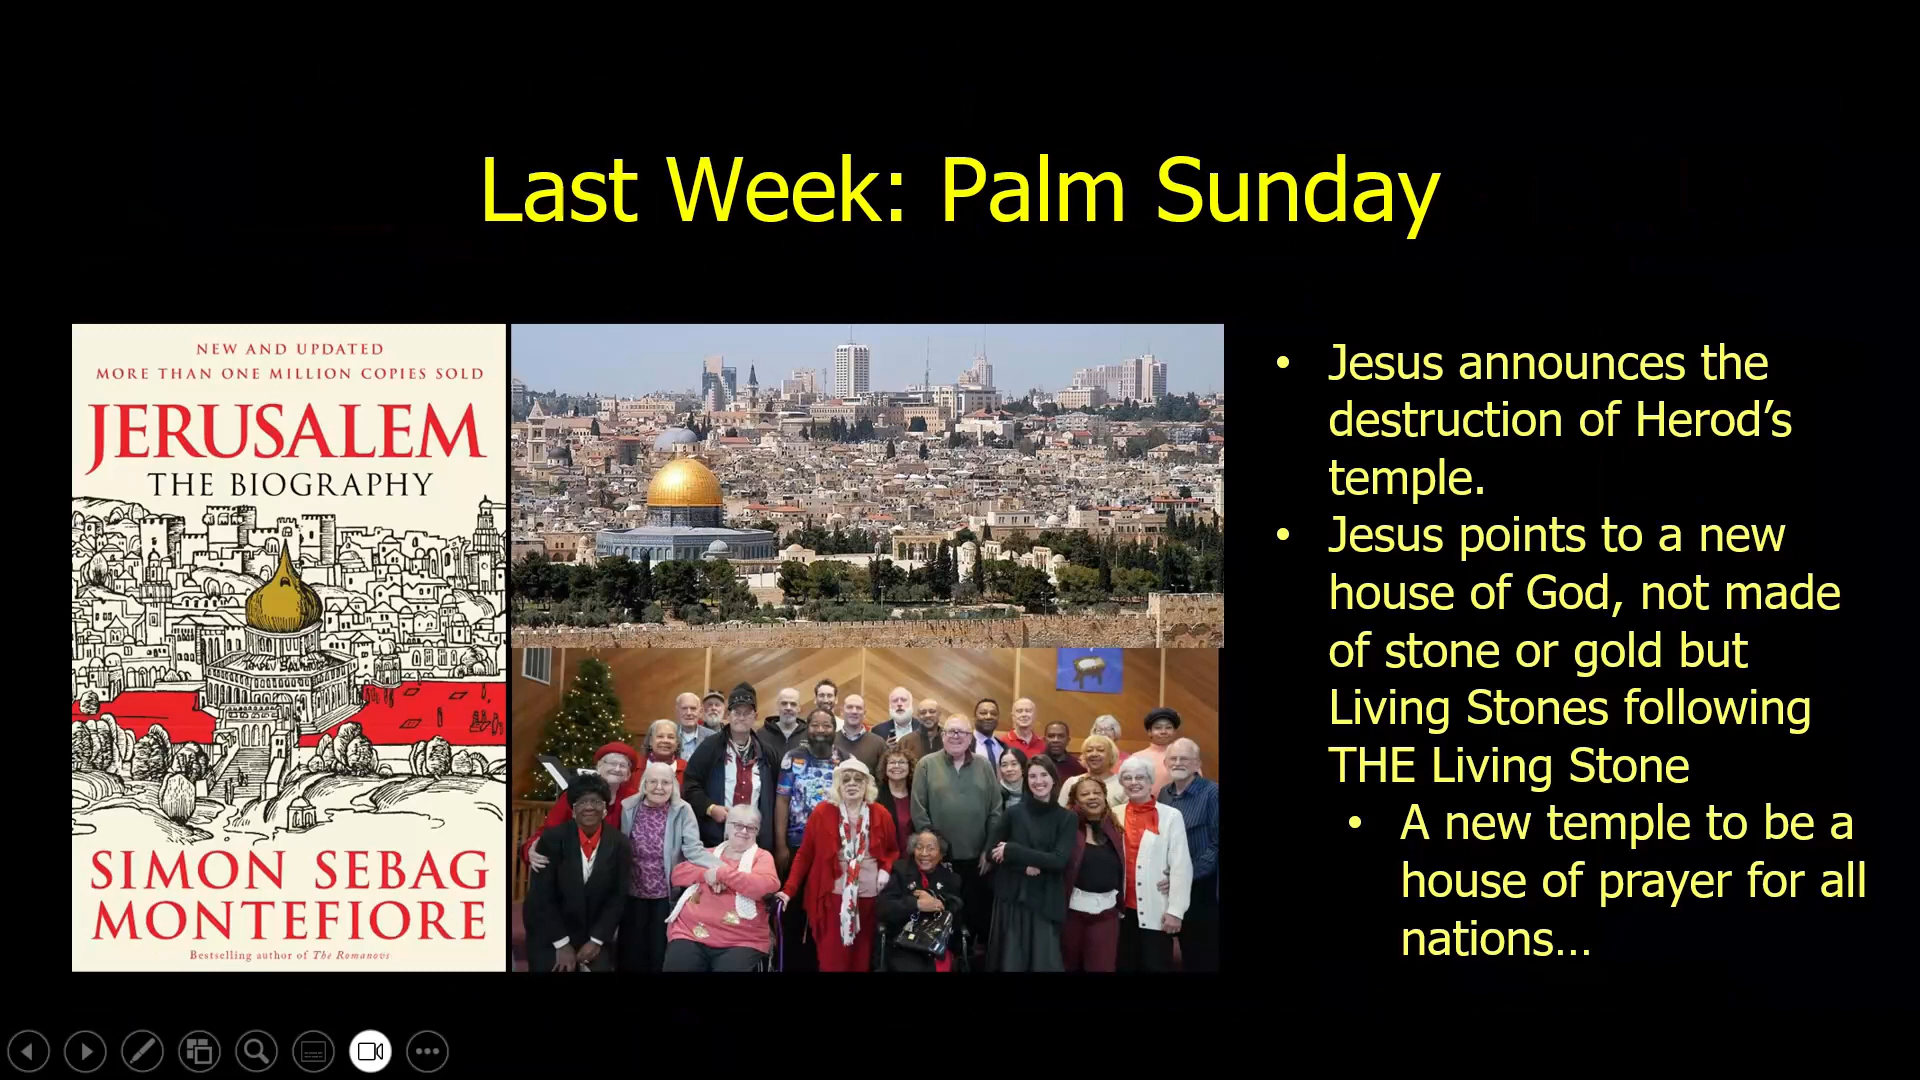 Last Week: Palm Sunday
NEW AND UPDATED
MORE THAN ONE MILLION COPIES SOLD
JERUSALEM
THE BIOGRAPHY
SIMON SEBAG
MONTEFIORE
Bestselling author of The Romanovs
• Jesus announces the
destruction of Herod’s
temple.
• Jesus points to a new
house of God, not made
of stone or gold but
Living Stones following
THE Living Stone
• A new temple to be a
house of prayer for all
nations…